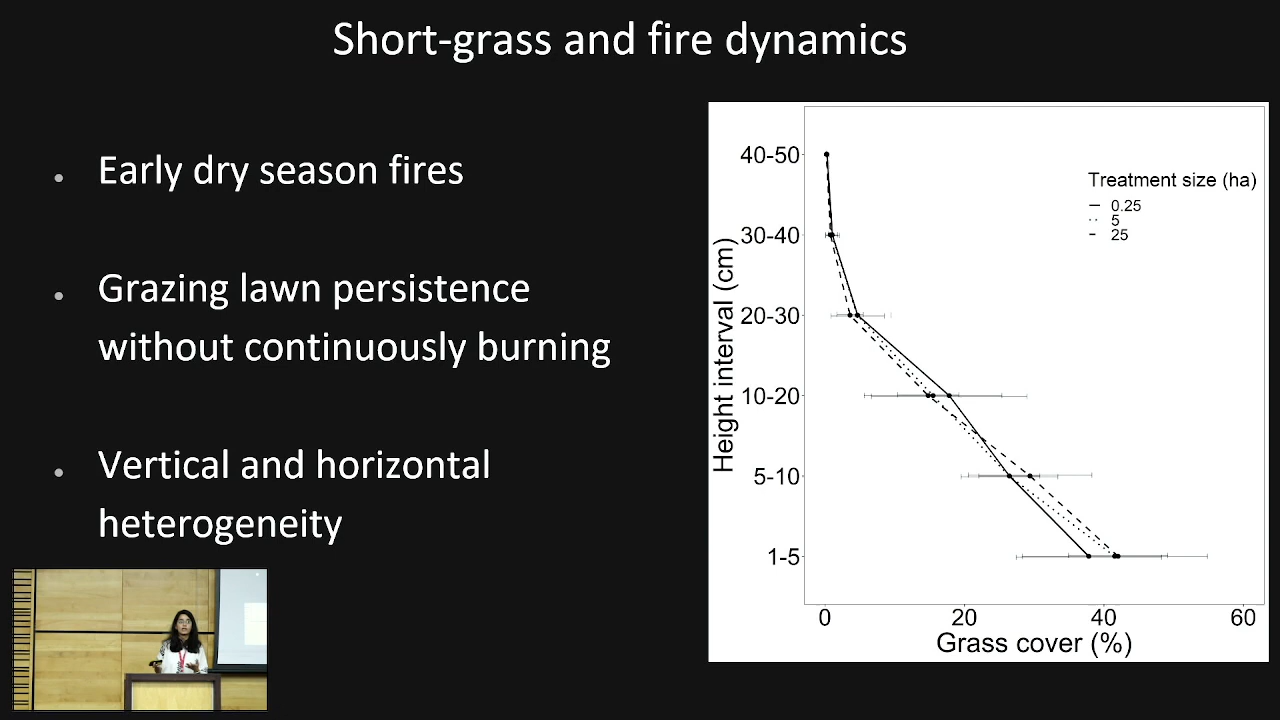 Short-grass and fire dynamics
Early dry season fires
Grazing lawn persistence
without continuously burning
Vertical and horizontal
heterogeneity
Height interval (cm)
40-50
30-40
20-30
10-20
5-10
1-5
Treatment size (ha)
0.25
5
25
0 20 40 60
Grass cover (%)